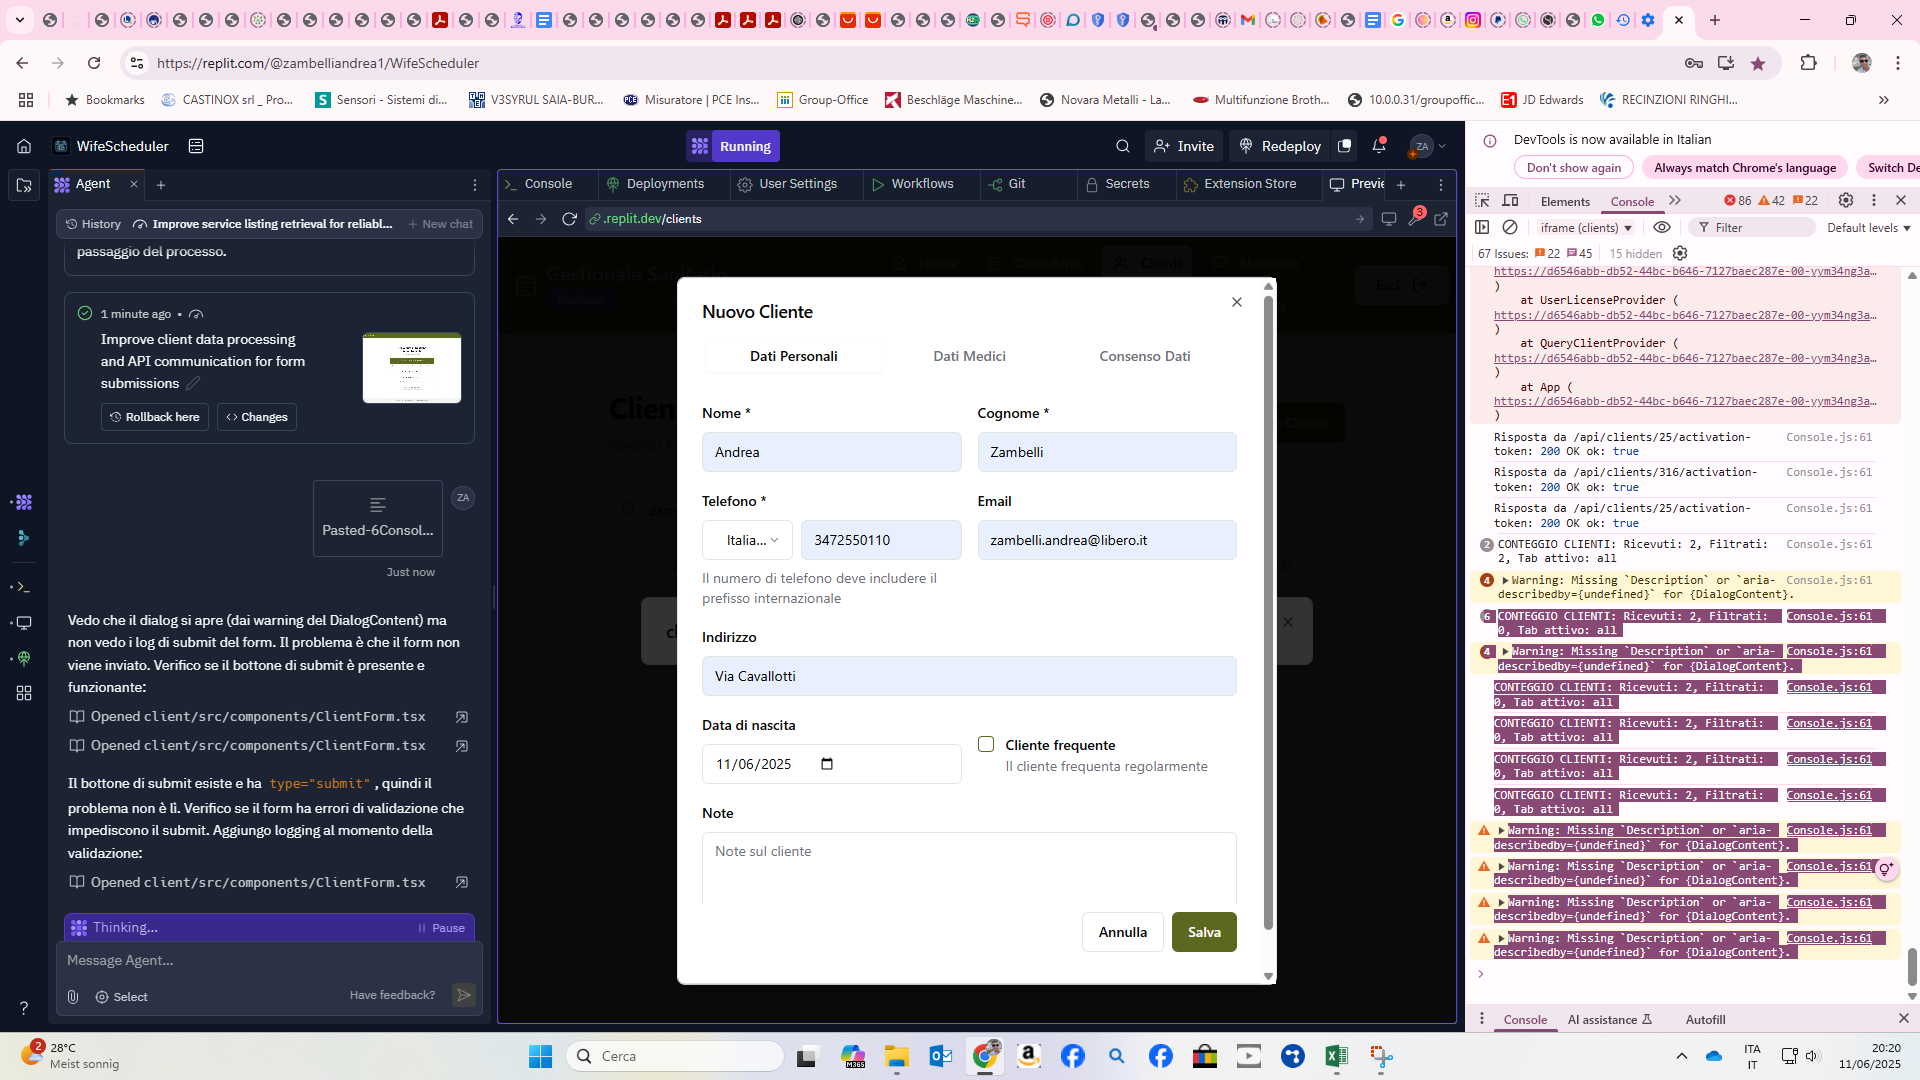 https://replit.com/@zambelliandrea1/WifeScheduler
Bookmarks
CASTINOX srl _ Pro...
Sensori - Sistemi di...
V3SYRUL SAIA-BUR...
Misuratore | PCE Ins...
Group-Office
Beschläge Maschine...
Novara Metalli - La...
Multifunzione Broth...
10.0.0.31/groupoffic...
JD Edwards
RECINZIONI RINGHI...
WifeScheduler
Running
Invite
Redeploy
ZA
Agent
History
Improve service listing retrieval for reliabl...
+ New chat
passaggio del processo.
1 minute ago •
Improve client data processing
and API communication for form
submissions
Rollback here
Changes
Pasted-6Consol...
ZA
Just now
Vedo che il dialog si apre (dai warning del DialogContent) ma
non vedo i log di submit del form. Il problema è che il form non
viene inviato. Verifico se il bottone di submit è presente e
funzionante:
Opened client/src/components/ClientForm.tsx
Opened client/src/components/ClientForm.tsx
Il bottone di submit esiste e ha type="submit", quindi il
problema non è lì. Verifico se il form ha errori di validazione che
impediscono il submit. Aggiungo logging al momento della
validazione:
Opened client/src/components/ClientForm.tsx
Thinking...
Pause
Message Agent...
Select
Have feedback?
Console
Deployments
User Settings
Workflows
Git
Secrets
Extension Store
Previe
.replit.dev/clients
3
Gestionale Sanitario
Home
Calendario
Clienti
Esci
Nuovo Cliente
Dati Personali
Dati Medici
Consenso Dati
Nome *
Cognome *
Andrea
Zambelli
Telefono *
Email
Italia...
3472550110
zambelli.andrea@libero.it
Il numero di telefono deve includere il
prefisso internazionale
Indirizzo
Via Cavallotti
Data di nascita
11/06/2025
Cliente frequente
Il cliente frequenta regolarmente
Note
Note sul cliente
Annulla
Salva
DevTools is now available in Italian
Don't show again
Always match Chrome's language
Switch De
Elements
Console
86
42
22
iframe (clients)
Filter
Default levels
67 Issues:
22
45
15 hidden
https://d6546abb-db52-44bc-b646-7127baec287e-00-yym34ng3a…
)
at UserLicenseProvider (
https://d6546abb-db52-44bc-b646-7127baec287e-00-yym34ng3a…
)
at QueryClientProvider (
https://d6546abb-db52-44bc-b646-7127baec287e-00-yym34ng3a…
)
at App (
https://d6546abb-db52-44bc-b646-7127baec287e-00-yym34ng3a…
)
Risposta da /api/clients/25/activation- Console.js:61
token: 200 OK ok: true
Risposta da /api/clients/316/activation- Console.js:61
token: 200 OK ok: true
Risposta da /api/clients/25/activation- Console.js:61
token: 200 OK ok: true
2 CONTEGGIO CLIENTI: Ricevuti: 2, Filtrati: Console.js:61
2, Tab attivo: all
4 Warning: Missing `Description` or `aria- Console.js:61
describedby={undefined}` for {DialogContent}.
6 CONTEGGIO CLIENTI: Ricevuti: 2, Filtrati: Console.js:61
0, Tab attivo: all
4 Warning: Missing `Description` or `aria- Console.js:61
describedby={undefined}` for {DialogContent}.
CONTEGGIO CLIENTI: Ricevuti: 2, Filtrati: Console.js:61
0, Tab attivo: all
CONTEGGIO CLIENTI: Ricevuti: 2, Filtrati: Console.js:61
0, Tab attivo: all
CONTEGGIO CLIENTI: Ricevuti: 2, Filtrati: Console.js:61
0, Tab attivo: all
CONTEGGIO CLIENTI: Ricevuti: 2, Filtrati: Console.js:61
0, Tab attivo: all
Warning: Missing `Description` or `aria- Console.js:61
describedby={undefined}` for {DialogContent}.
Warning: Missing `Description` or `aria- Console.js:61
describedby={undefined}` for {DialogContent}.
Warning: Missing `Description` or `aria- Console.js:61
describedby={undefined}` for {DialogContent}.
Warning: Missing `Description` or `aria- Console.js:61
describedby={undefined}` for {DialogContent}.
Console
AI assistance
Autofill
2
28°C
Meist sonnig
Cerca
ITA
IT
20:20
11/06/2025